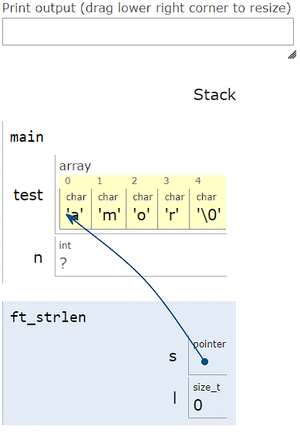 Print output (drag lower right corner to resize)
Stack
main
array
0 1 2 3 4
char char char char char
test 'a' 'm' 'o' 'r' '\0'
int
n ?
ft_strlen
pointer
s
size_t
l 0